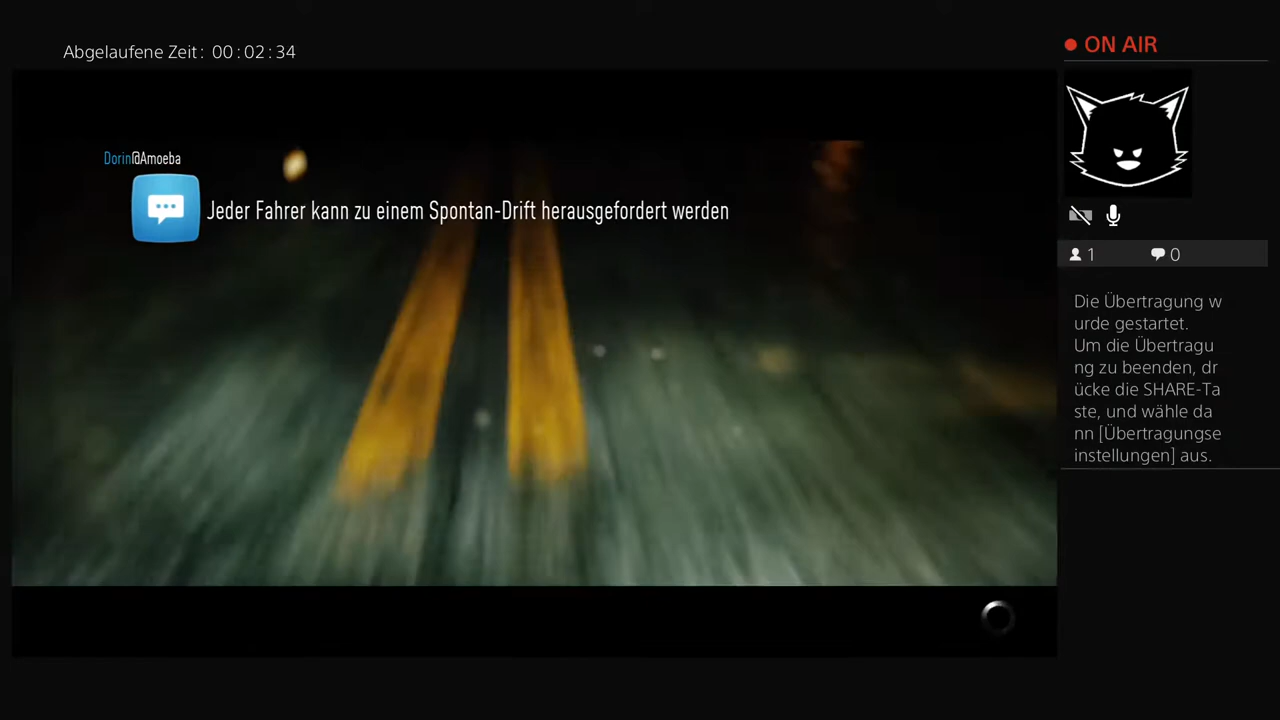 Abgelaufene Zeit: 00:02:34
ON AIR
Dorin@Amoeba
Jeder Fahrer kann zu einem Spontan-Drift herausgefordert werden
1 0
Die Übertragung w
urde gestartet.
Um die Übertragu
ng zu beenden, dr
ücke die SHARE-Ta
ste, und wähle da
nn [Übertragungse
instellungen] aus.